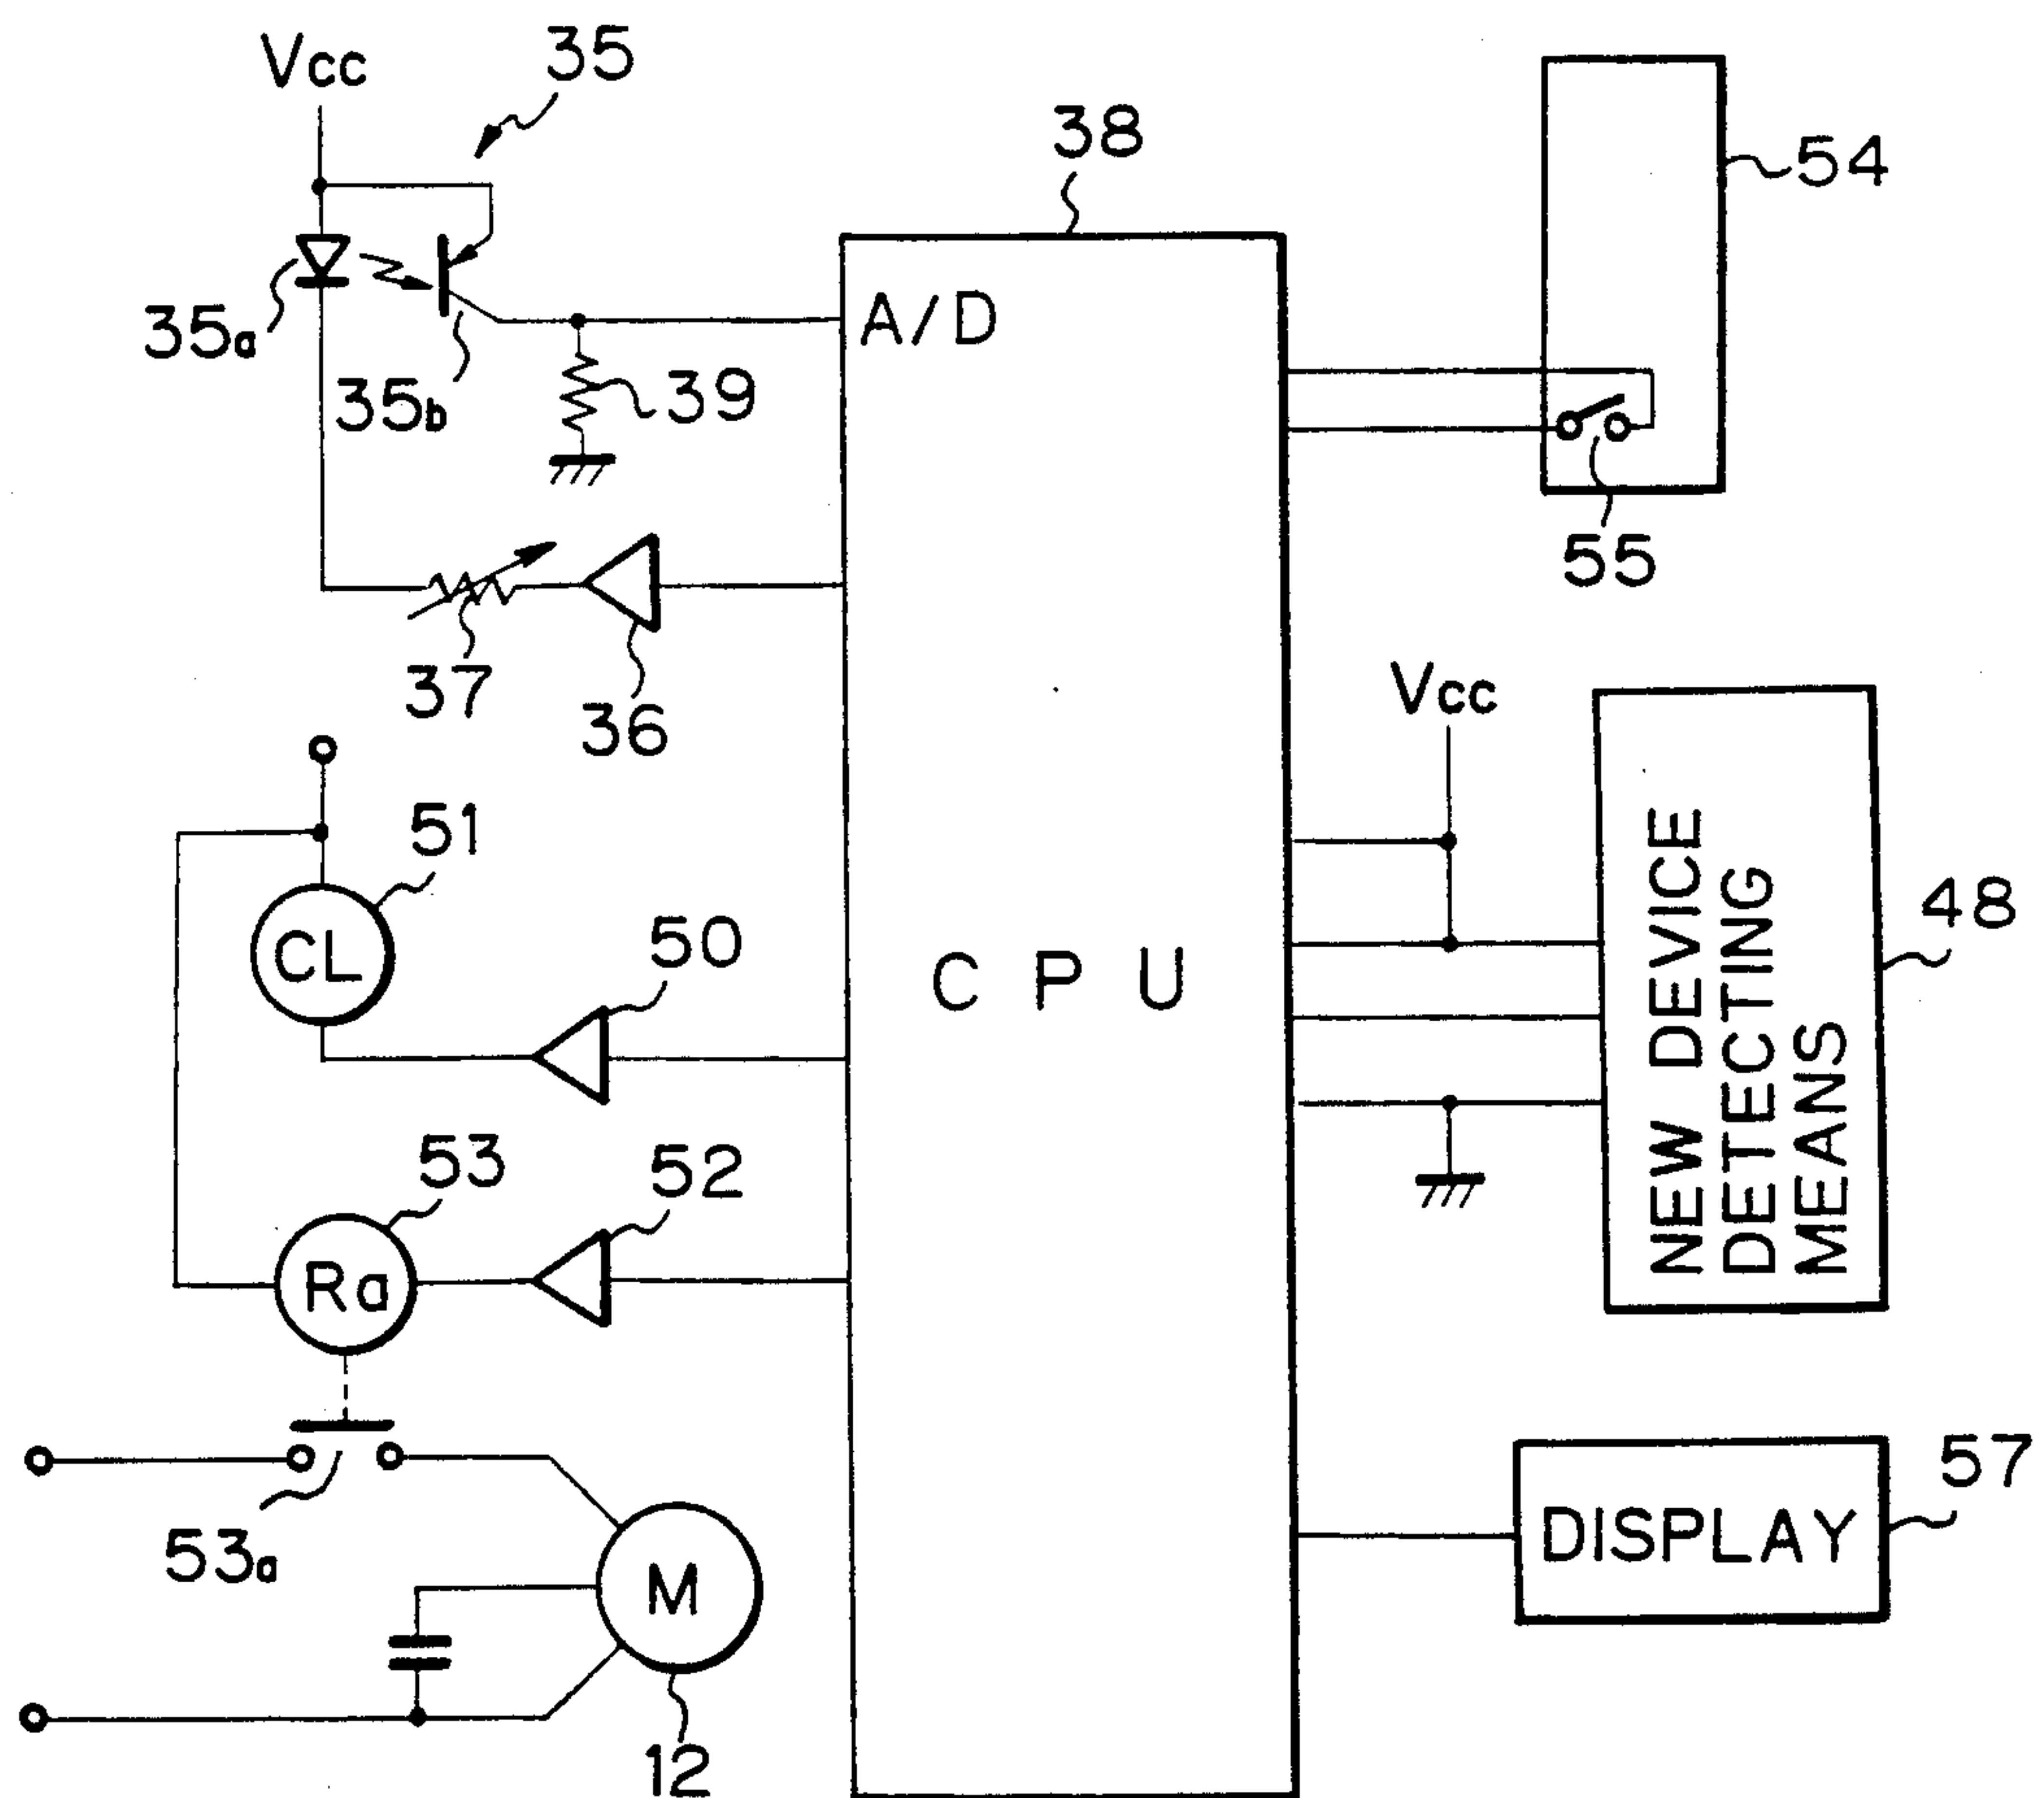 Vcc
35
38
54
A/D
35a
35b
39
55
37
36
Vcc
51
50
CL
CPU
NEW DEVICE
DETECTING
MEANS
48
53
52
Ra
53a
M
DISPLAY
57
12